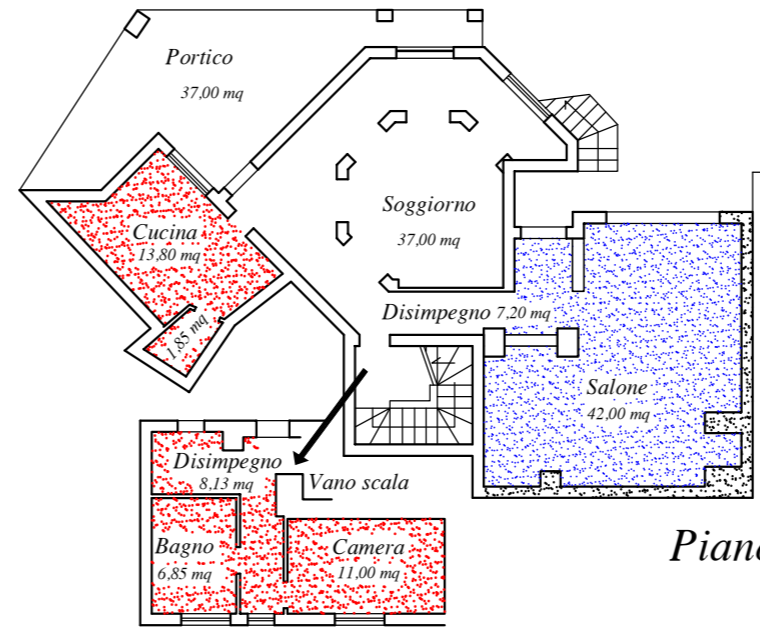 Portico
37,00 mq
Cucina
13,80 mq
Soggiorno
37,00 mq
Disimpegno 7,20 mq
1,85 mq
Salone
42,00 mq
Disimpegno
8,13 mq
Vano scala
Bagno
6,85 mq
Camera
11,00 mq
Piano